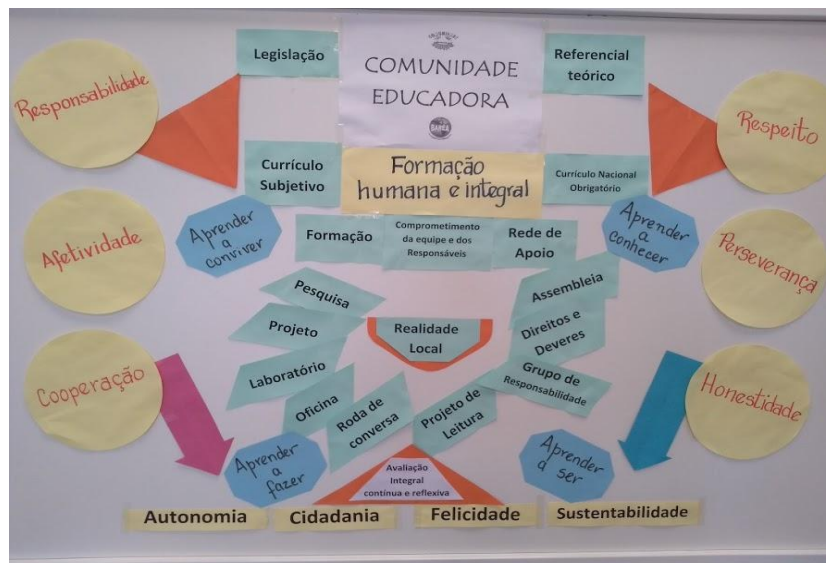 Legislação
COMUNIDADE
EDUCADORA
Referencial
teórico
Responsabilidade
Respeito
Currículo
Subjetivo
Formação
humana e integral
Currículo Nacional
Obrigatório
Aprender
a
conviver
Formação
Comprometimento
da equipe e dos
Responsáveis
Rede de
Apoio
Aprender
a
conhecer
Afetividade
Perseverança
Pesquisa
Projeto
Laboratório
Oficina
Roda de
conversa
Realidade
Local
Assembleia
Direitos e
Deveres
Grupo de
Responsabilidade
Projeto de
Leitura
Cooperação
Honestidade
Aprender
a
fazer
Avaliação
Integral
contínua e reflexiva
Aprender
a ser
Autonomia
Cidadania
Felicidade
Sustentabilidade